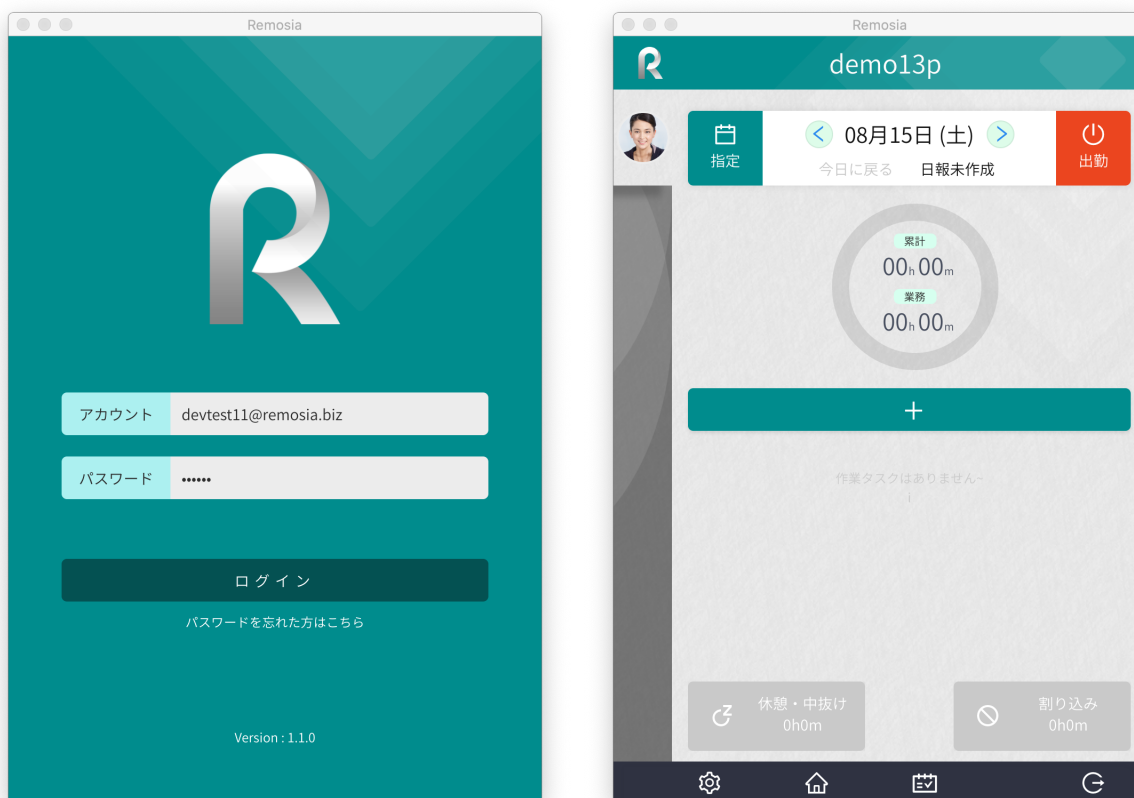 Remosia
アカウント devtest11@remosia.biz
パスワード ••••••
ログイン
パスワードを忘れた方はこちら
Version : 1.1.0
Remosia
R demo13p
指定
08月15日 (土)
今日に戻る 日報未作成
出勤
累計
00h 00m
業務
00h 00m
+
作業タスクはありません~
i
休憩・中抜け
0h0m
割り込み
0h0m